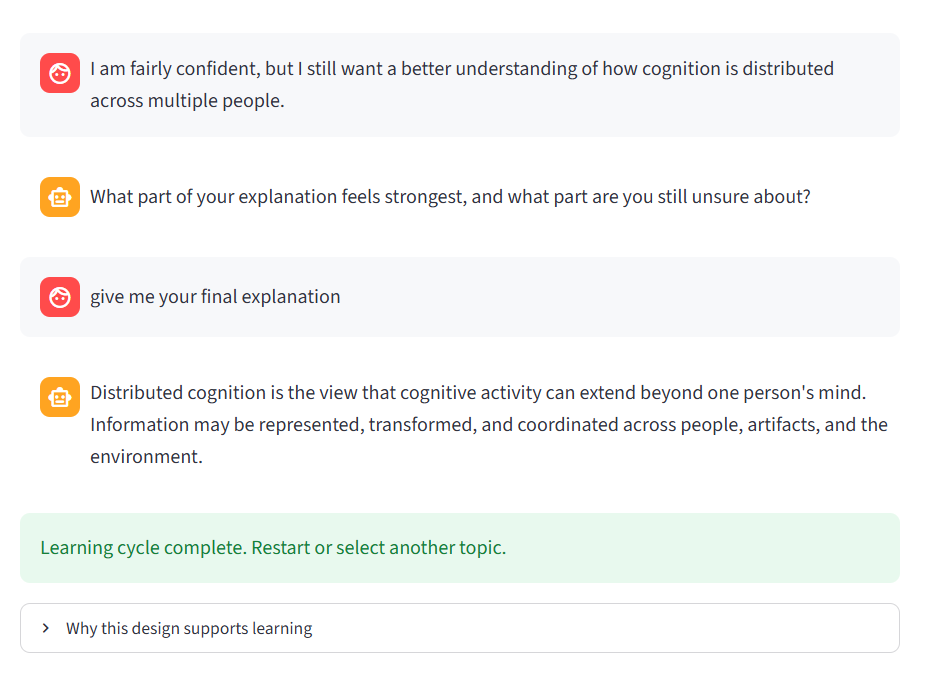 I am fairly confident, but I still want a better understanding of how cognition is distributed
across multiple people.
What part of your explanation feels strongest, and what part are you still unsure about?
give me your final explanation
Distributed cognition is the view that cognitive activity can extend beyond one person's mind.
Information may be represented, transformed, and coordinated across people, artifacts, and the
environment.
Learning cycle complete. Restart or select another topic.
Why this design supports learning